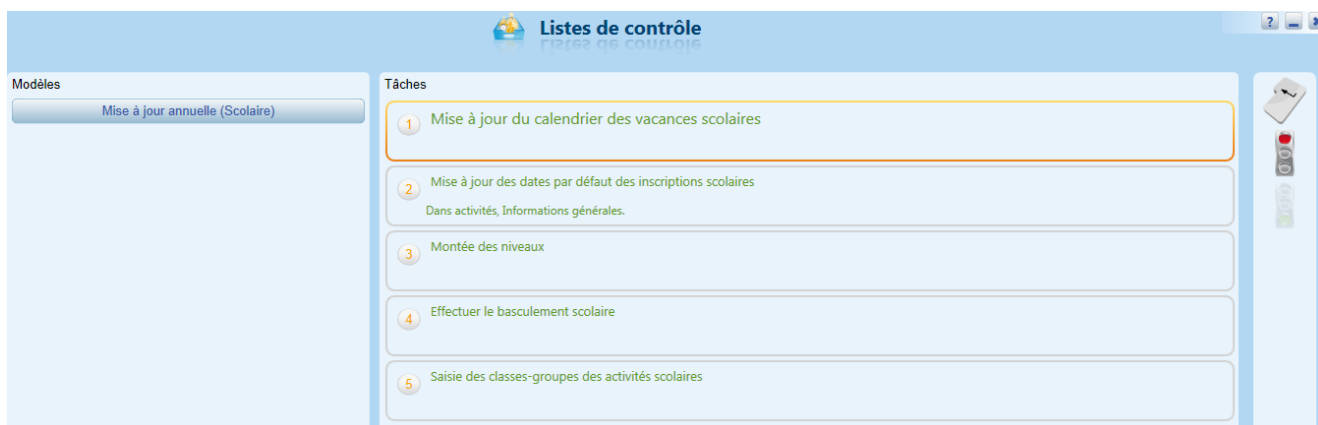 Listes de contrôle
?
Modèles
Mise à jour annuelle (Scolaire)
Tâches
1 Mise à jour du calendrier des vacances scolaires
2 Mise à jour des dates par défaut des inscriptions scolaires
Dans activités, Informations générales.
3 Montée des niveaux
4 Effectuer le basculement scolaire
5 Saisie des classes-groupes des activités scolaires